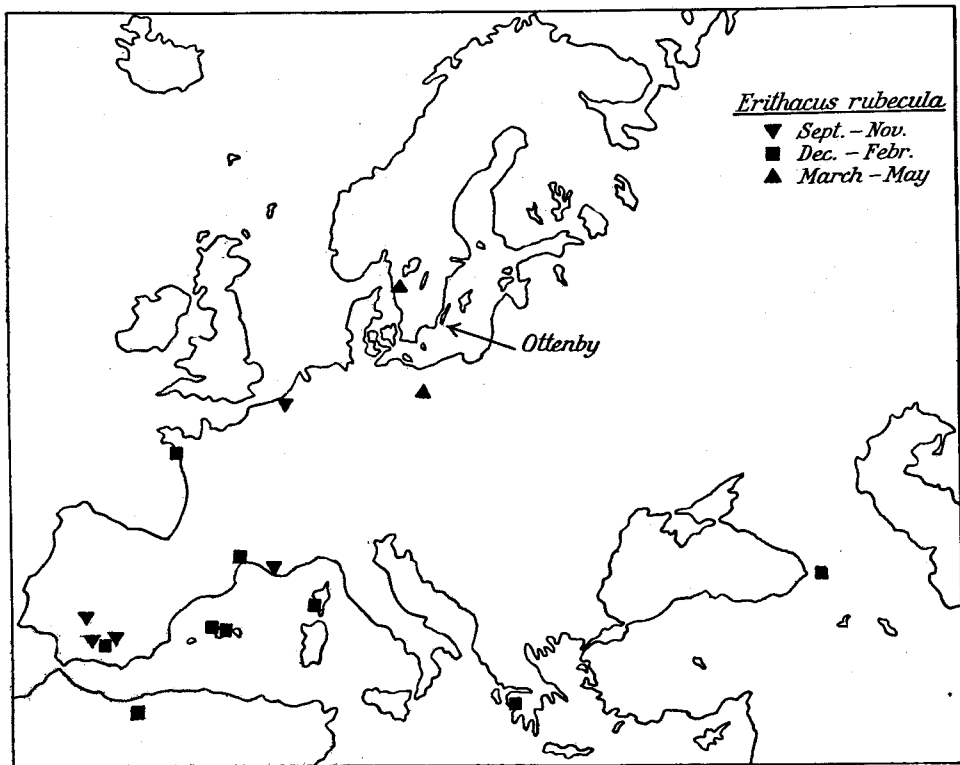 Erithacus rubecula
Sept. – Nov.
Dec. – Febr.
March – May
Ottenby